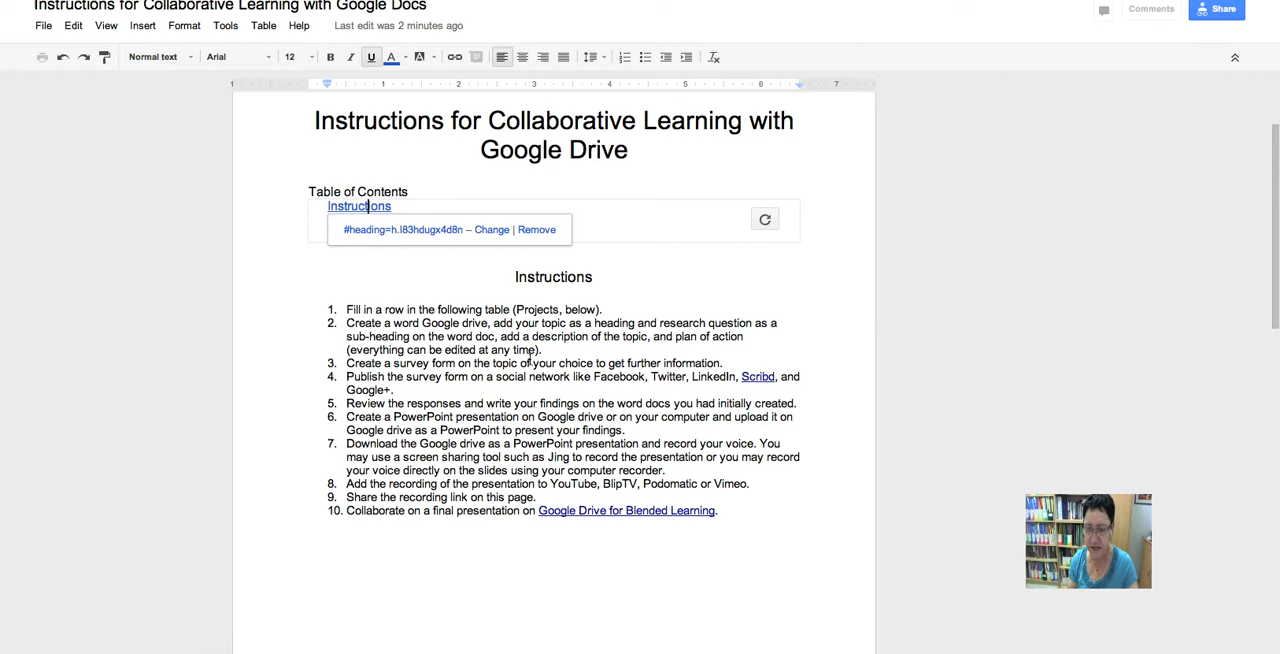 Instructions for Collaborative Learning with Google Docs
Comments
Share
File Edit View Insert Format Tools Table Help Last edit was 2 minutes ago
Normal text Arial 12 B I U A A
1 1 2 3 4 5 6 7
Instructions for Collaborative Learning with
Google Drive
Table of Contents
Instructions
#heading=h.l83hdugx4d8n – Change | Remove
Instructions
1. Fill in a row in the following table (Projects, below).
2. Create a word Google drive, add your topic as a heading and research question as a
sub-heading on the word doc, add a description of the topic, and plan of action
(everything can be edited at any time).
3. Create a survey form on the topic of your choice to get further information.
4. Publish the survey form on a social network like Facebook, Twitter, LinkedIn, Scribd, and
Google+.
5. Review the responses and write your findings on the word docs you had initially created.
6. Create a PowerPoint presentation on Google drive or on your computer and upload it on
Google drive as a PowerPoint to present your findings.
7. Download the Google drive as a PowerPoint presentation and record your voice. You
may use a screen sharing tool such as Jing to record the presentation or you may record
your voice directly on the slides using your computer recorder.
8. Add the recording of the presentation to YouTube, BlipTV, Podomatic or Vimeo.
9. Share the recording link on this page.
10. Collaborate on a final presentation on Google Drive for Blended Learning.